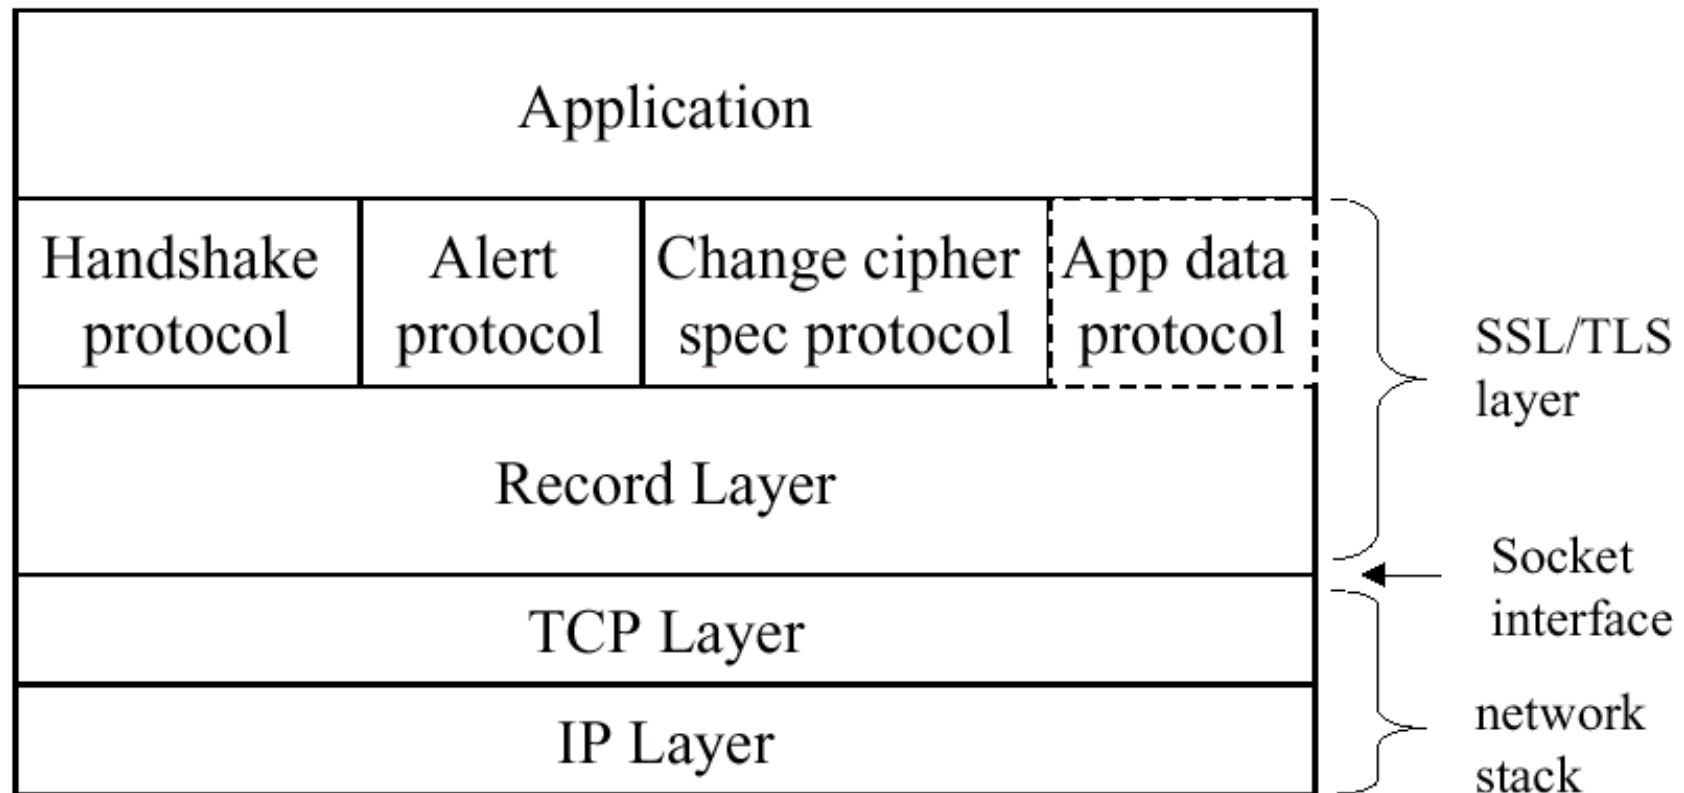 Application
Handshake
protocol
Alert
protocol
Change cipher
spec protocol
App data
protocol
SSL/TLS
layer
Record Layer
Socket
interface
TCP Layer
network
stack
IP Layer